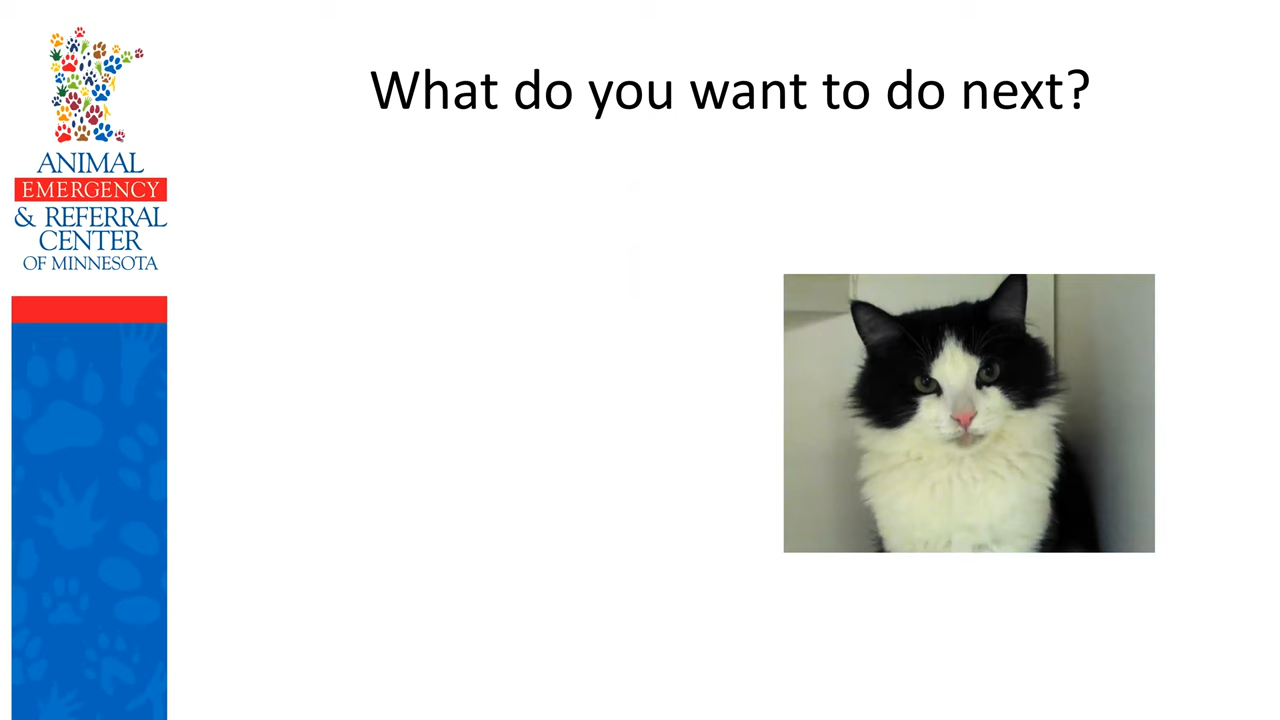 ANIMAL
EMERGENCY
& REFERRAL
CENTER
OF MINNESOTA
What do you want to do next?